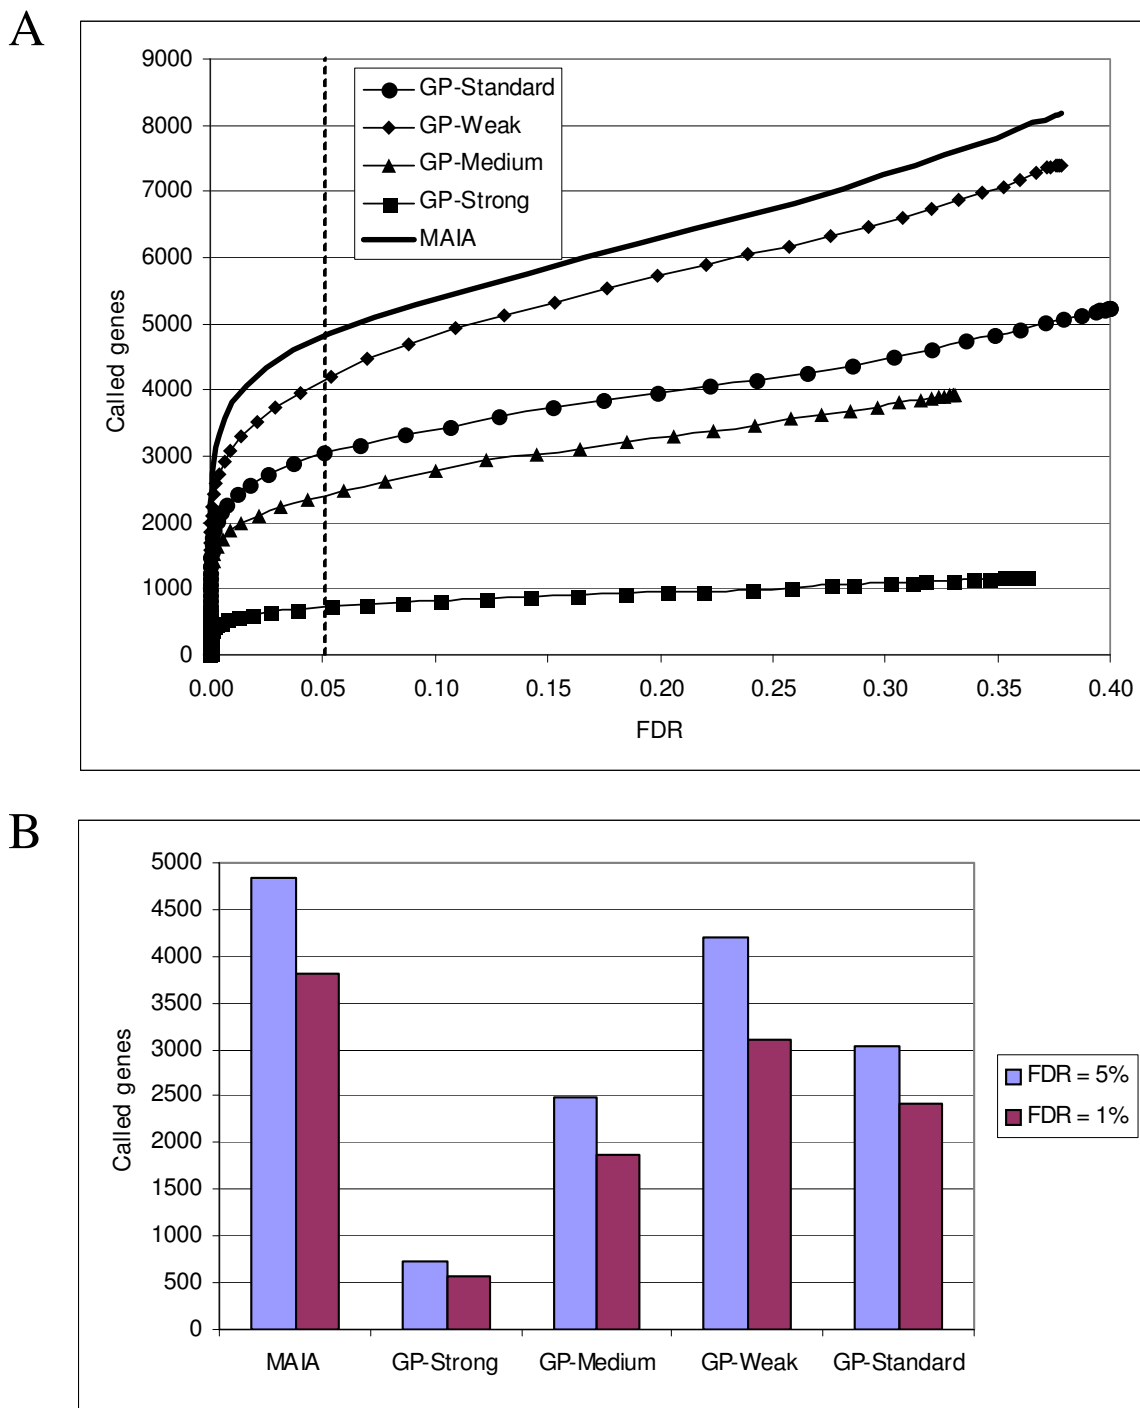 A
9000
8000
7000
6000
5000
4000
3000
2000
1000
0
Called genes
GP-Standard
GP-Weak
GP-Medium
GP-Strong
MAIA
0.00 0.05 0.10 0.15 0.20 0.25 0.30 0.35 0.40
FDR
B
5000
4500
4000
3500
3000
2500
2000
1500
1000
500
0
Called genes
MAIA GP-Strong GP-Medium GP-Weak GP-Standard
FDR = 5%
FDR = 1%